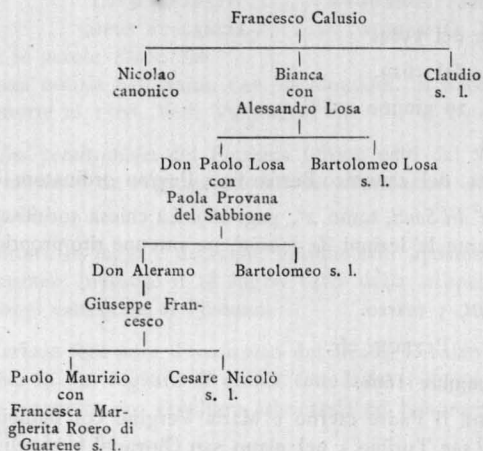 Francesco Calusio
Nicolao
canonico
Bianca
con
Alessandro Losa
Claudio
s. l.
Don Paolo Losa
con
Paola Provana
del Sabbione
Bartolomeo Losa
s. l.
Don Aleramo
Bartolomeo s. l.
Giuseppe Fran-
cesco
Paolo Maurizio
con
Francesca Mar-
gherita Roero di
Guarene s. l.
Cesare Nicolò
s. l.